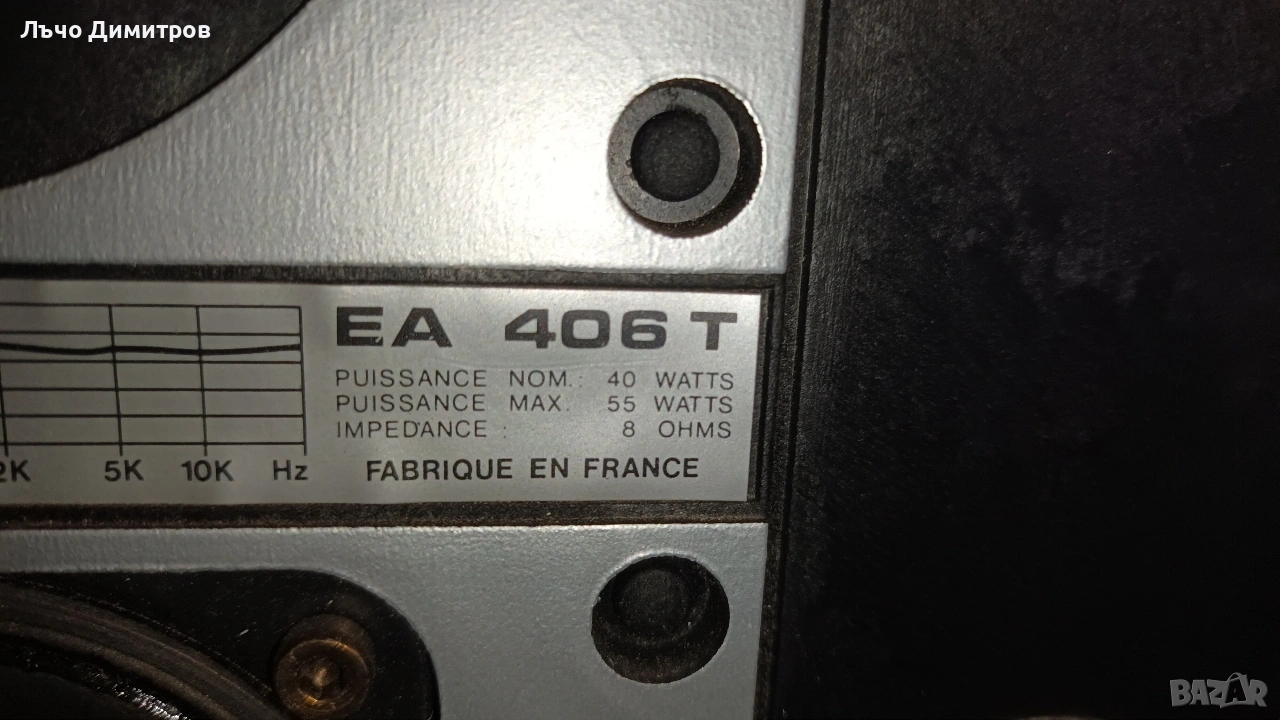 Лъчо Димитров
EA 406 T
PUISSANCE NOM.: 40 WATTS
PUISSANCE MAX. 55 WATTS
IMPEDANCE : 8 OHMS
2K 5K 10K Hz
FABRIQUE EN FRANCE
BAZAR